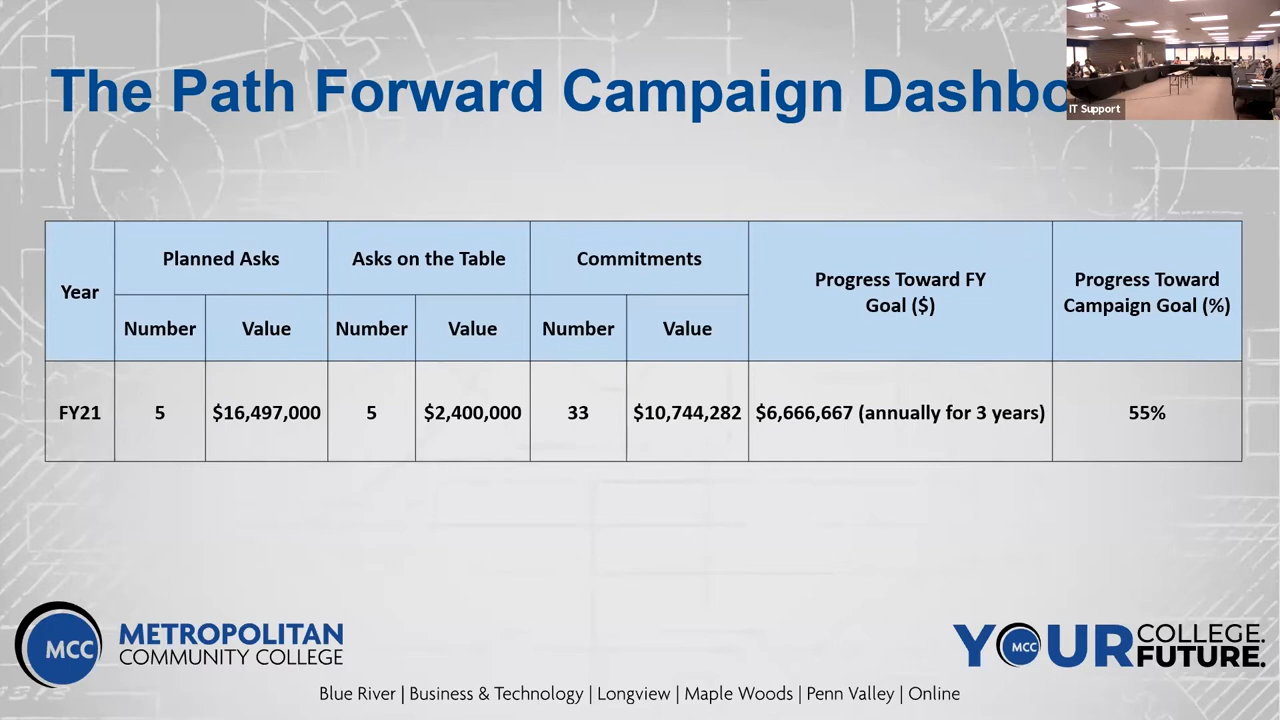 The Path Forward Campaign Dashbo
IT Support
Year
Planned Asks
Asks on the Table
Commitments
Progress Toward FY
Goal ($)
Progress Toward
Campaign Goal (%)
Number
Value
Number
Value
Number
Value
FY21
5
$16,497,000
5
$2,400,000
33
$10,744,282
$6,666,667 (annually for 3 years)
55%
MCC
METROPOLITAN
COMMUNITY COLLEGE
YOUR COLLEGE.
MCC
FUTURE.
Blue River | Business & Technology | Longview | Maple Woods | Penn Valley | Online